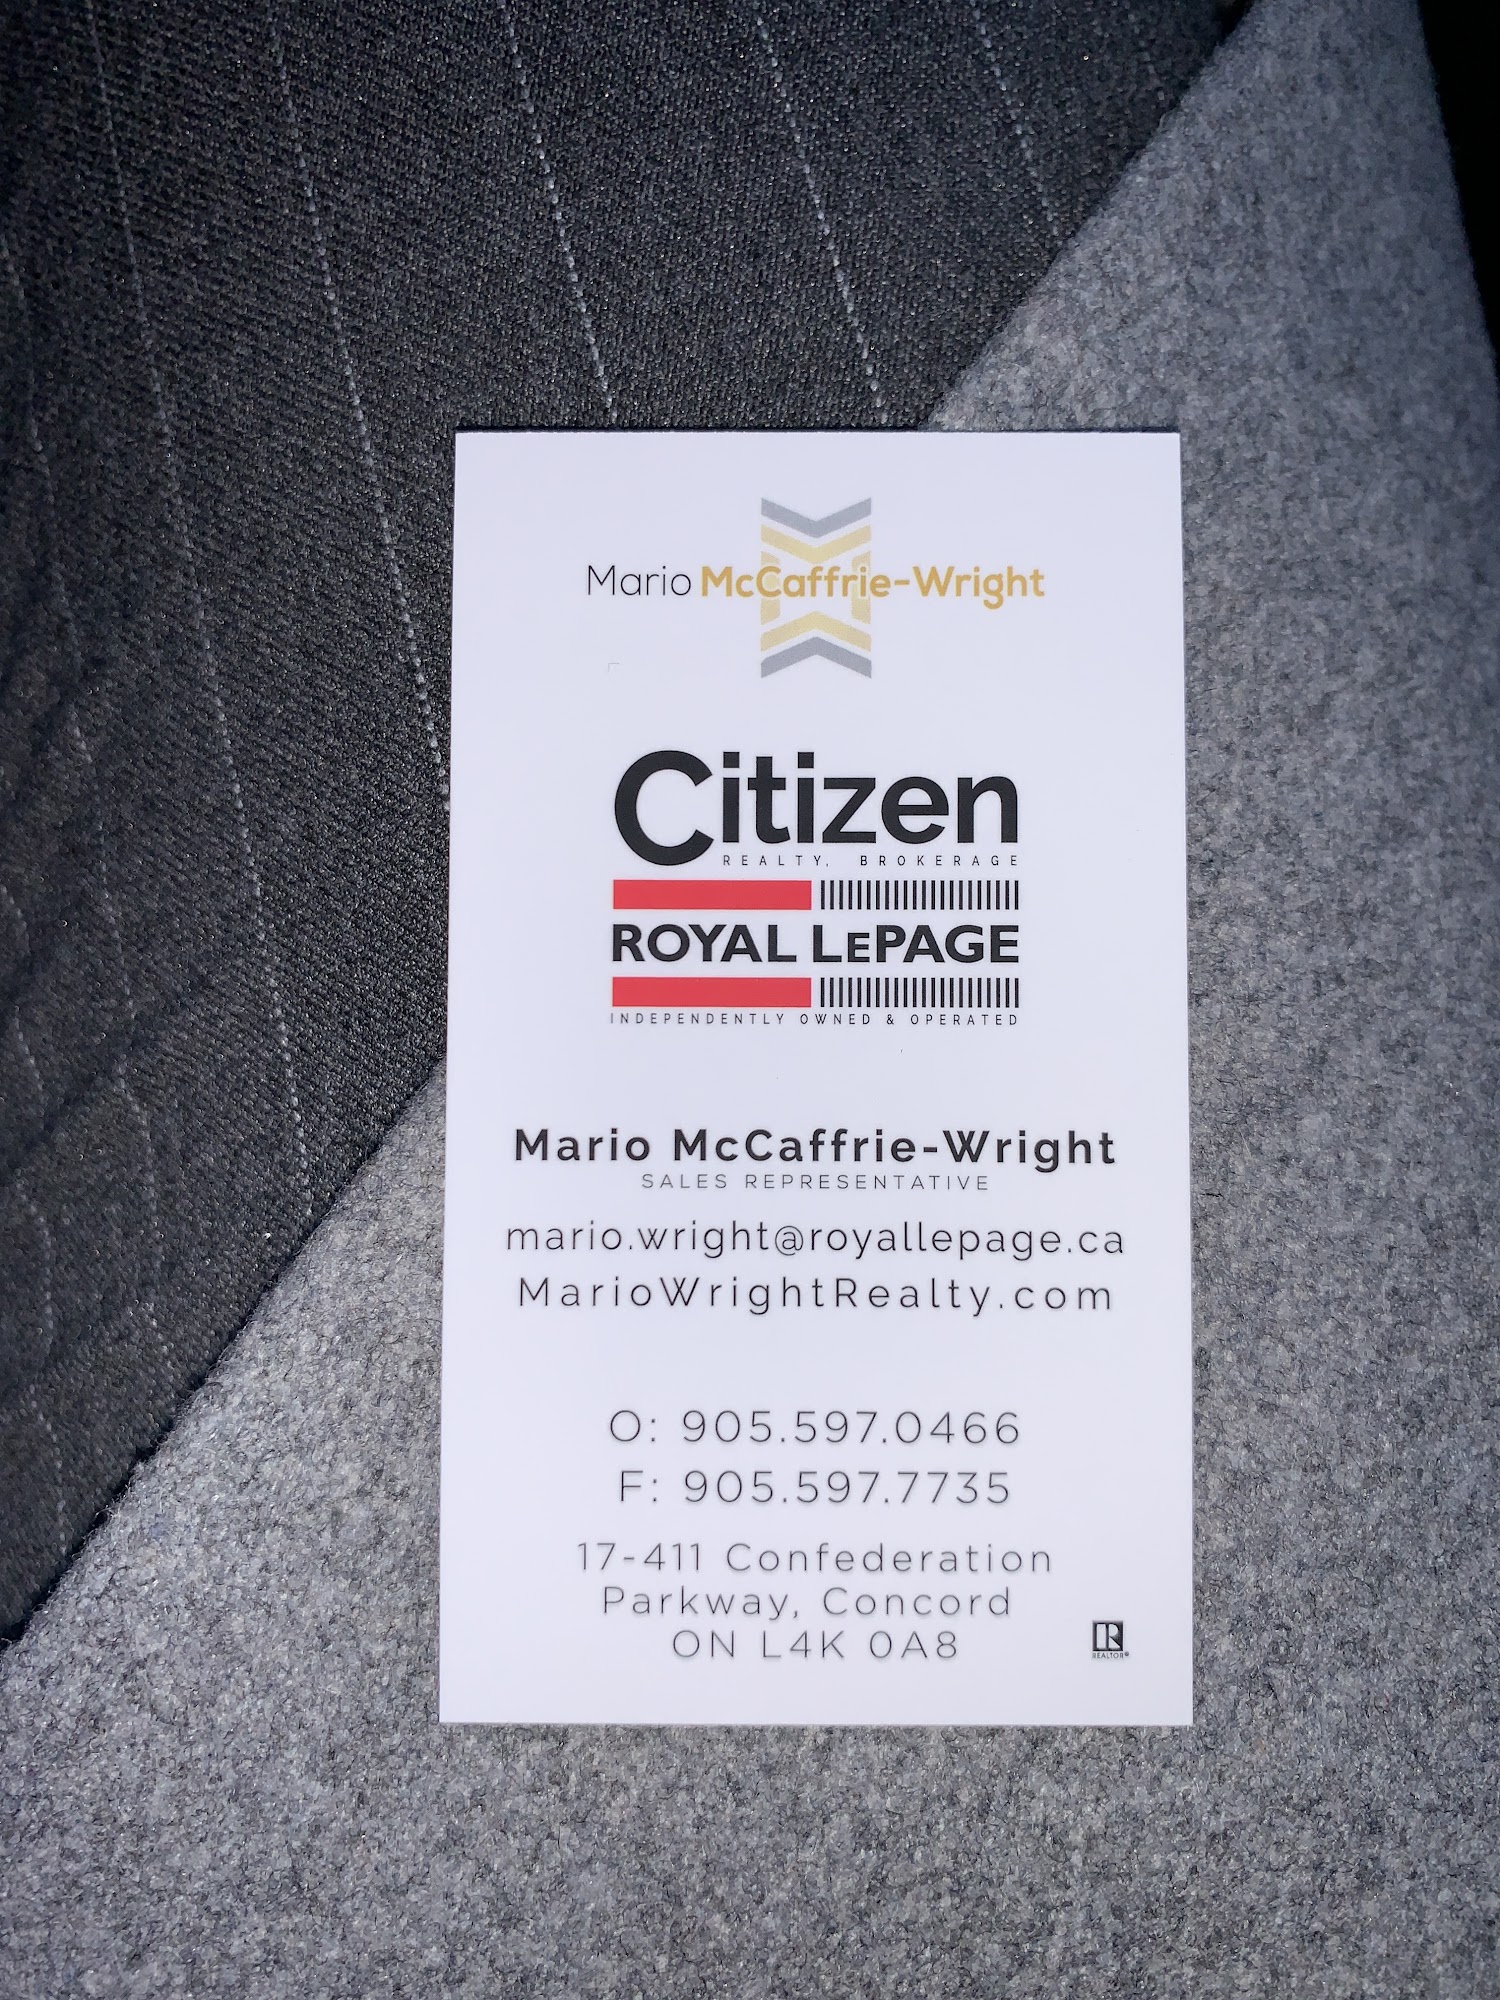 Mario McCaffrie-Wright
Citizen
REALTY, BROKERAGE
ROYAL LEPAGE
INDEPENDENTLY OWNED & OPERATED
Mario McCaffrie-Wright
SALES REPRESENTATIVE
mario.wright@royallepage.ca
MarioWrightRealty.com
O: 905.597.0466
F: 905.597.7735
17-411 Confederation
Parkway, Concord
ON L4K 0A8
R
REALTOR®